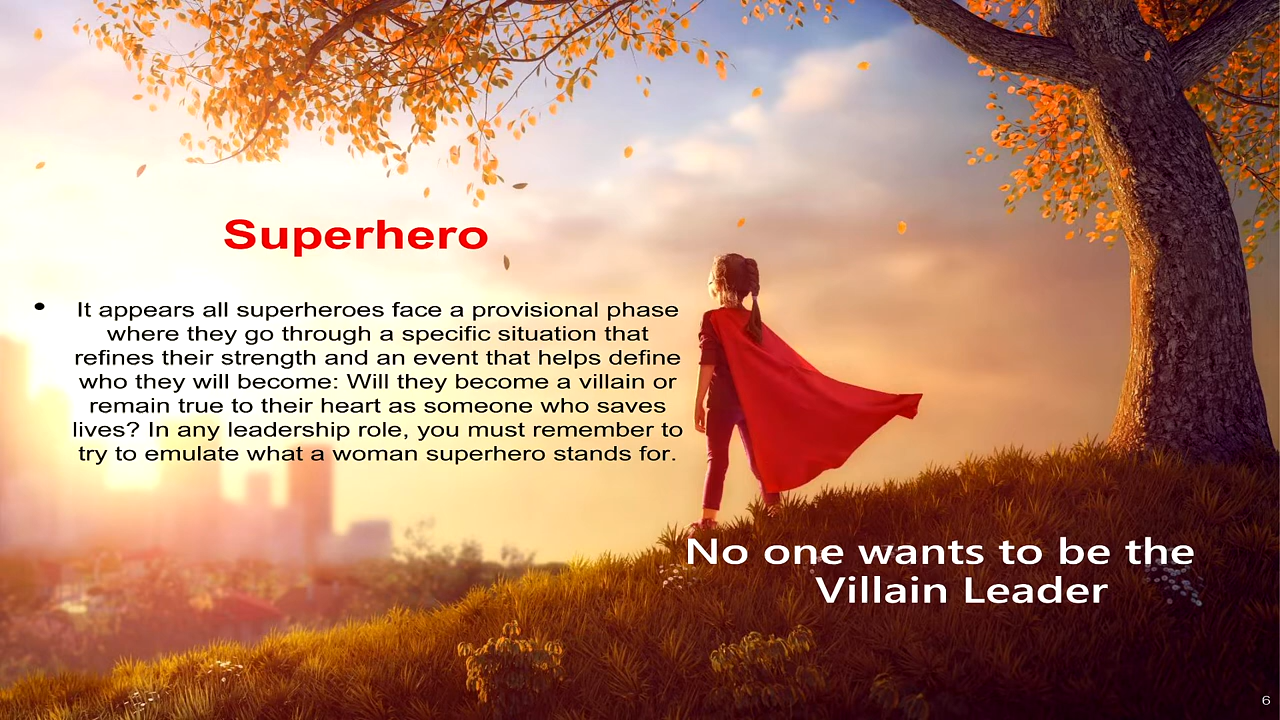 Superhero
• It appears all superheroes face a provisional phase
where they go through a specific situation that
refines their strength and an event that helps define
who they will become: Will they become a villain or
remain true to their heart as someone who saves
lives? In any leadership role, you must remember to
try to emulate what a woman superhero stands for.
No one wants to be the
Villain Leader
6